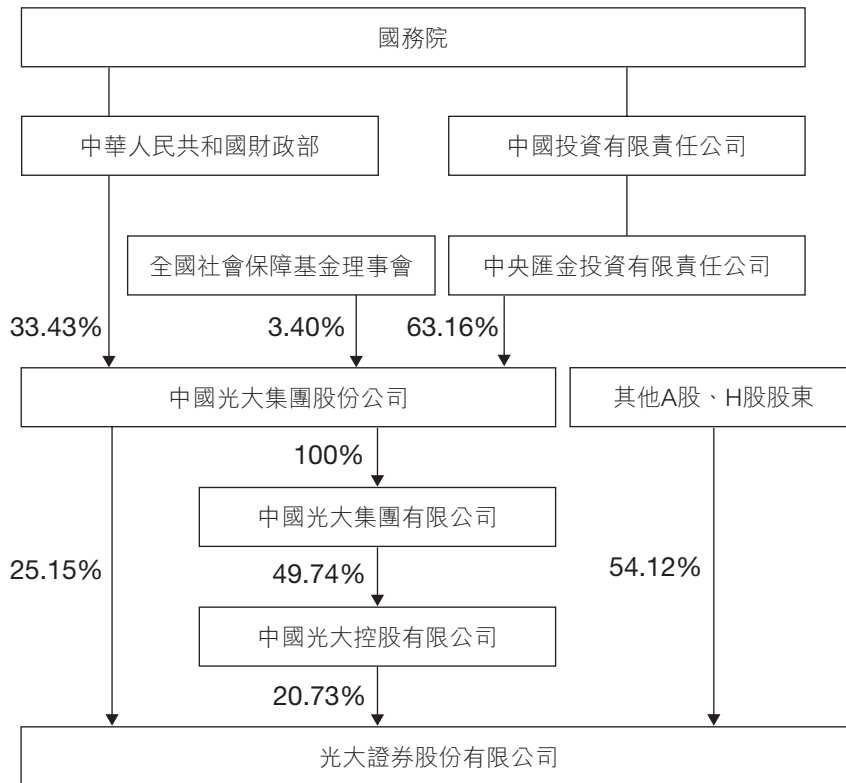 國務院
中華人民共和國財政部
中國投資有限責任公司
全國社會保障基金理事會
中央匯金投資有限責任公司
33.43%
3.40%
63.16%
中國光大集團股份公司
其他A股、H股股東
100%
中國光大集團有限公司
25.15%
49.74%
54.12%
中國光大控股有限公司
20.73%
光大證券股份有限公司